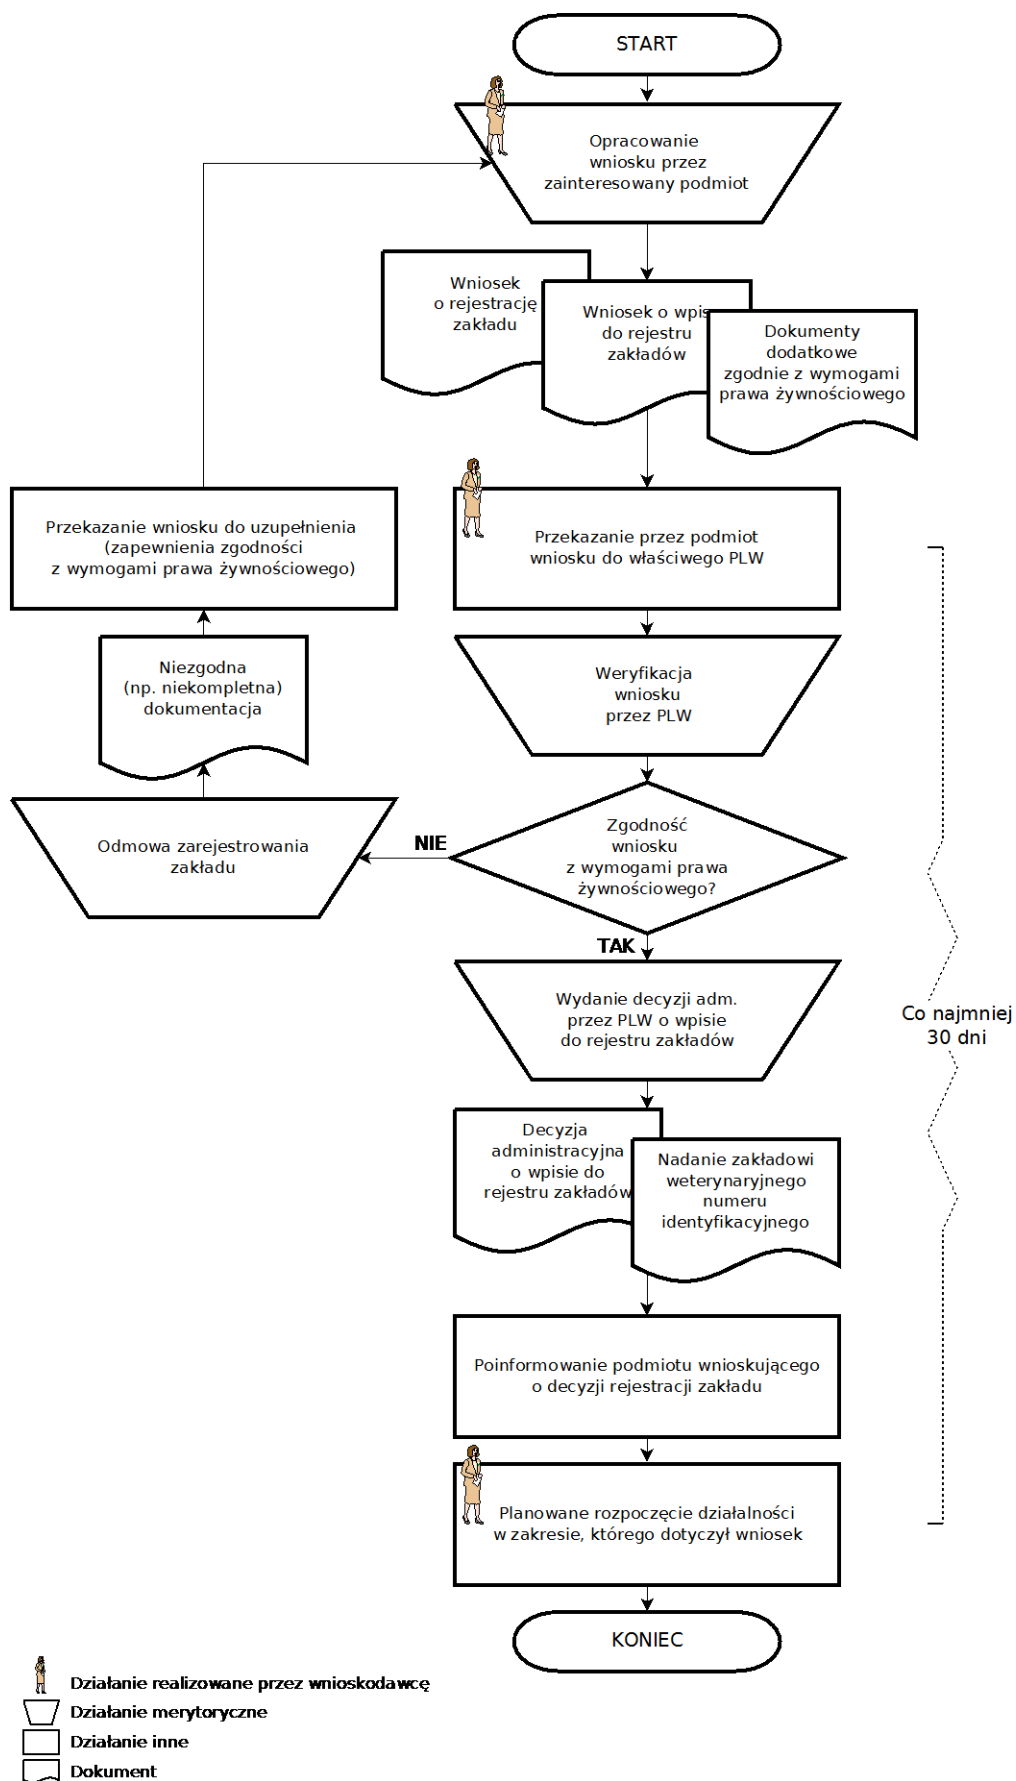 START
Opracowanie
wniosku przez
zainteresowany podmiot
Wniosek
o rejestrację
zakładu
Wniosek o wpis
do rejestru
zakładów
Dokumenty
dodatkowe
zgodnie z wymogami
prawa żywnościowego
Przekazanie przez podmiot
wniosku do właściwego PLW
Przekazanie wniosku do uzupełnienia
(zapewnienia zgodności
z wymogami prawa żywnościowego)
Niezgodna
(np. niekompletna)
dokumentacja
Weryfikacja
wniosku
przez PLW
Zgodność
wniosku
z wymogami prawa
żywnościowego?
NIE
Odmowa zarejestrowania
zakładu
TAK
Wydanie decyzji adm.
przez PLW o wpisie
do rejestru zakładów
Co najmniej
30 dni
Decyzja
administracyjna
o wpisie do
rejestru zakładów
Nadanie zakładowi
weterynaryjnego
numeru
identyfikacyjnego
Poinformowanie podmiotu wnioskującego
o decyzji rejestracji zakładu
Planowane rozpoczęcie działalności
w zakresie, którego dotyczył wniosek
KONIEC
Działanie realizowane przez wnioskodawcę
Działanie merytoryczne
Działanie inne
Dokument